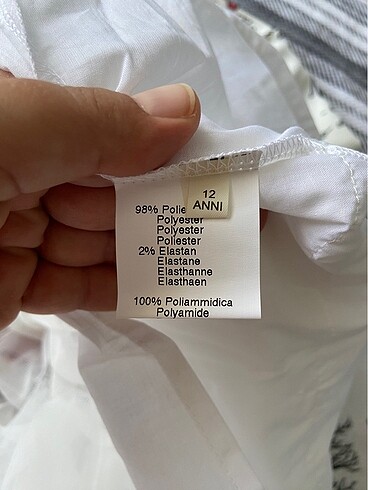 12
ANNI
98% Polie
Polyester
Polyester
Poliester
2% Elastan
Elastane
Elasthanne
Elasthaen
100% Poliammidica
Polyamide